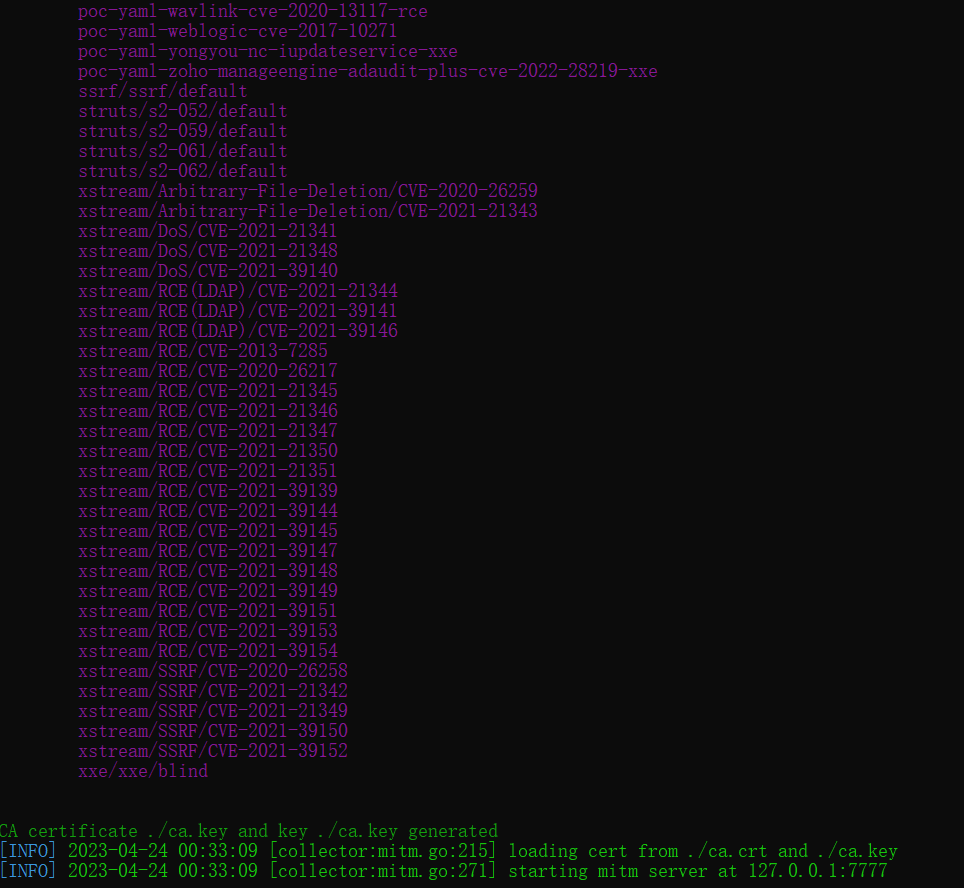 poc-yaml-wavlink-cve-2020-13117-rce
poc-yaml-weblogic-cve-2017-10271
poc-yaml-yongyou-nc-iupdateservice-xxe
poc-yaml-zoho-manageengine-adaudit-plus-cve-2022-28219-xxe
ssrf/ssrf/default
struts/s2-052/default
struts/s2-059/default
struts/s2-061/default
struts/s2-062/default
xstream/Arbitrary-File-Deletion/CVE-2020-26259
xstream/Arbitrary-File-Deletion/CVE-2021-21343
xstream/DoS/CVE-2021-21341
xstream/DoS/CVE-2021-21348
xstream/DoS/CVE-2021-39140
xstream/RCE(LDAP)/CVE-2021-21344
xstream/RCE(LDAP)/CVE-2021-39141
xstream/RCE(LDAP)/CVE-2021-39146
xstream/RCE/CVE-2013-7285
xstream/RCE/CVE-2020-26217
xstream/RCE/CVE-2021-21345
xstream/RCE/CVE-2021-21346
xstream/RCE/CVE-2021-21347
xstream/RCE/CVE-2021-21350
xstream/RCE/CVE-2021-21351
xstream/RCE/CVE-2021-39139
xstream/RCE/CVE-2021-39144
xstream/RCE/CVE-2021-39145
xstream/RCE/CVE-2021-39147
xstream/RCE/CVE-2021-39148
xstream/RCE/CVE-2021-39149
xstream/RCE/CVE-2021-39151
xstream/RCE/CVE-2021-39153
xstream/RCE/CVE-2021-39154
xstream/SSRF/CVE-2020-26258
xstream/SSRF/CVE-2021-21342
xstream/SSRF/CVE-2021-21349
xstream/SSRF/CVE-2021-39150
xstream/SSRF/CVE-2021-39152
xxe/xxe/blind
CA certificate ./ca.key and key ./ca.key generated
[INFO] 2023-04-24 00:33:09 [collector:mitm.go:215] loading cert from ./ca.crt and ./ca.key
[INFO] 2023-04-24 00:33:09 [collector:mitm.go:271] starting mitm server at 127.0.0.1:7777